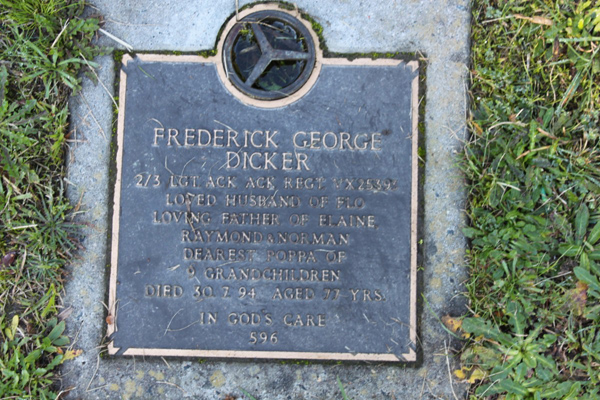 FREDERICK GEORGE
DICKER
2/3 LGT ACK ACK REGT
LOVED HUSBAND OF FLO
LOVING FATHER OF ELAINE
RAYMOND & NORMAN
DEAREST POPPA OF
9 GRANDCHILDREN
DIED 30.7.94 AGED 77 YRS.
IN GOD'S CARE
596